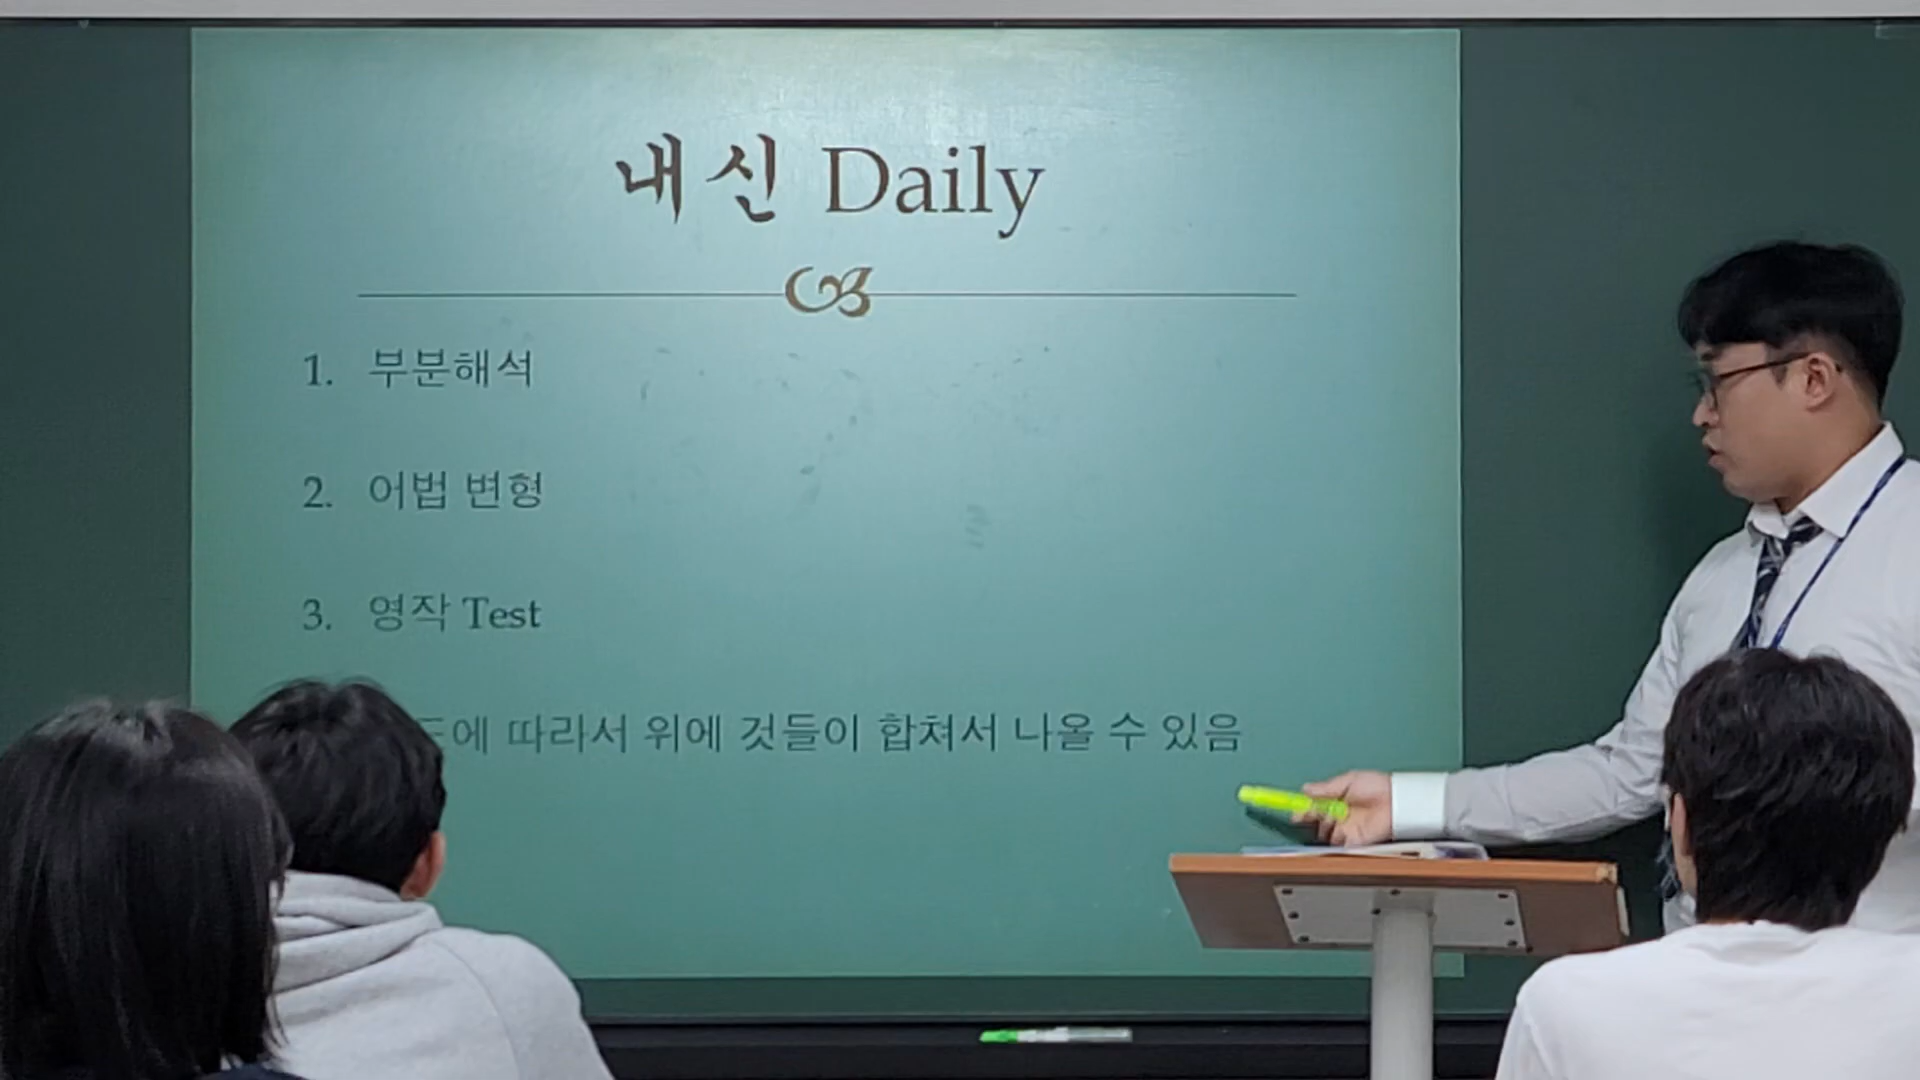 내신 Daily
1. 부분해석
2. 어법 변형
3. 영작 Test
따라서 위에 것들이 합쳐서 나올 수 있음